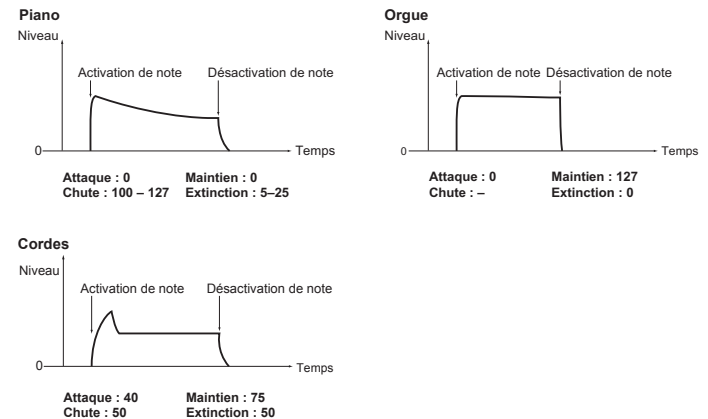 Piano
Niveau
Activation de note Désactivation de note
0
Temps
Attaque : 0 Maintien : 0
Chute : 100 – 127 Extinction : 5–25
Orgue
Niveau
Activation de note Désactivation de note
0
Temps
Attaque : 0 Maintien : 127
Chute : – Extinction : 0
Cordes
Niveau
Activation de note Désactivation de note
0
Temps
Attaque : 40 Maintien : 75
Chute : 50 Extinction : 50